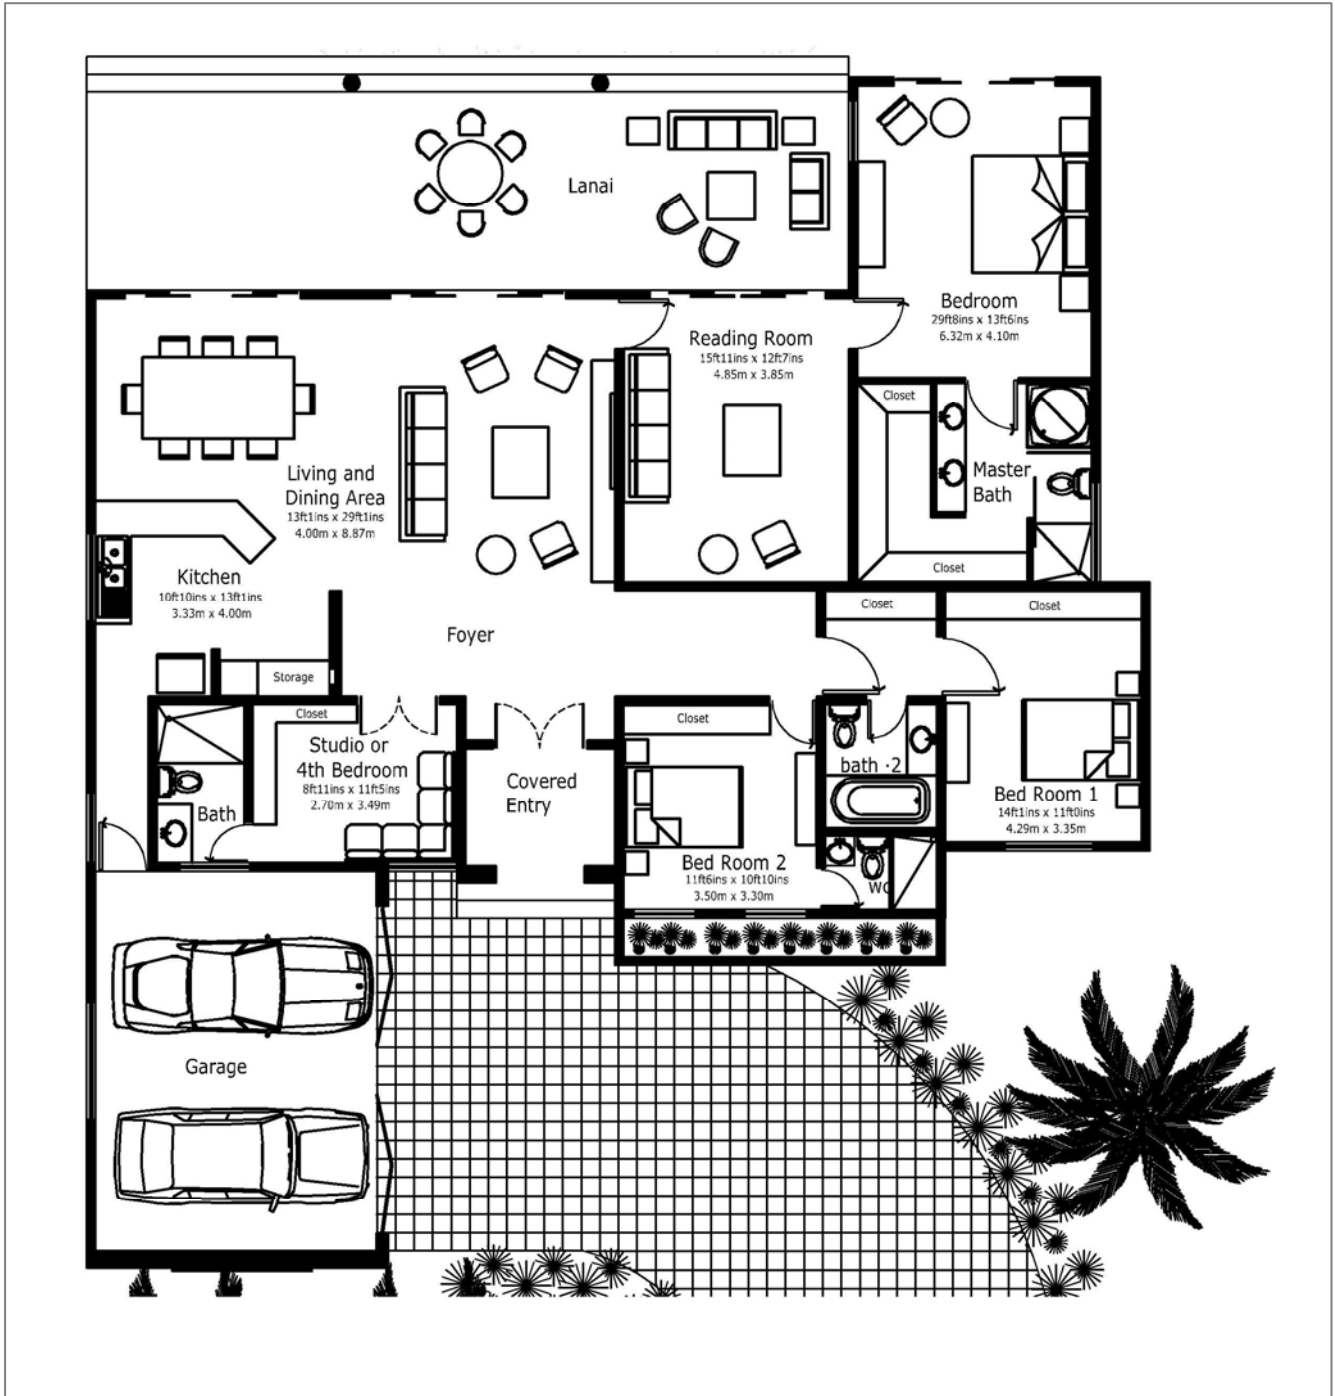 Lanai
Bedroom
29ft8ins x 13ft6ins
6.32m x 4.10m
Reading Room
15ft11ins x 12ft7ins
4.85m x 3.85m
Closet
Living and
Dining Area
13ft1ins x 29ft1ins
4.00m x 8.87m
Master
Bath
Closet
Kitchen
10ft10ins x 13ft1ins
3.33m x 4.00m
Foyer
Closet
Closet
Storage
Closet
Studio or
4th Bedroom
8ft11ins x 11ft5ins
2.70m x 3.49m
Bath
Covered
Entry
Closet
bath ·2
Bed Room 1
14ft1ins x 11ft0ins
4.29m x 3.35m
Bed Room 2
11ft6ins x 10ft10ins
3.50m x 3.30m
wc
Garage